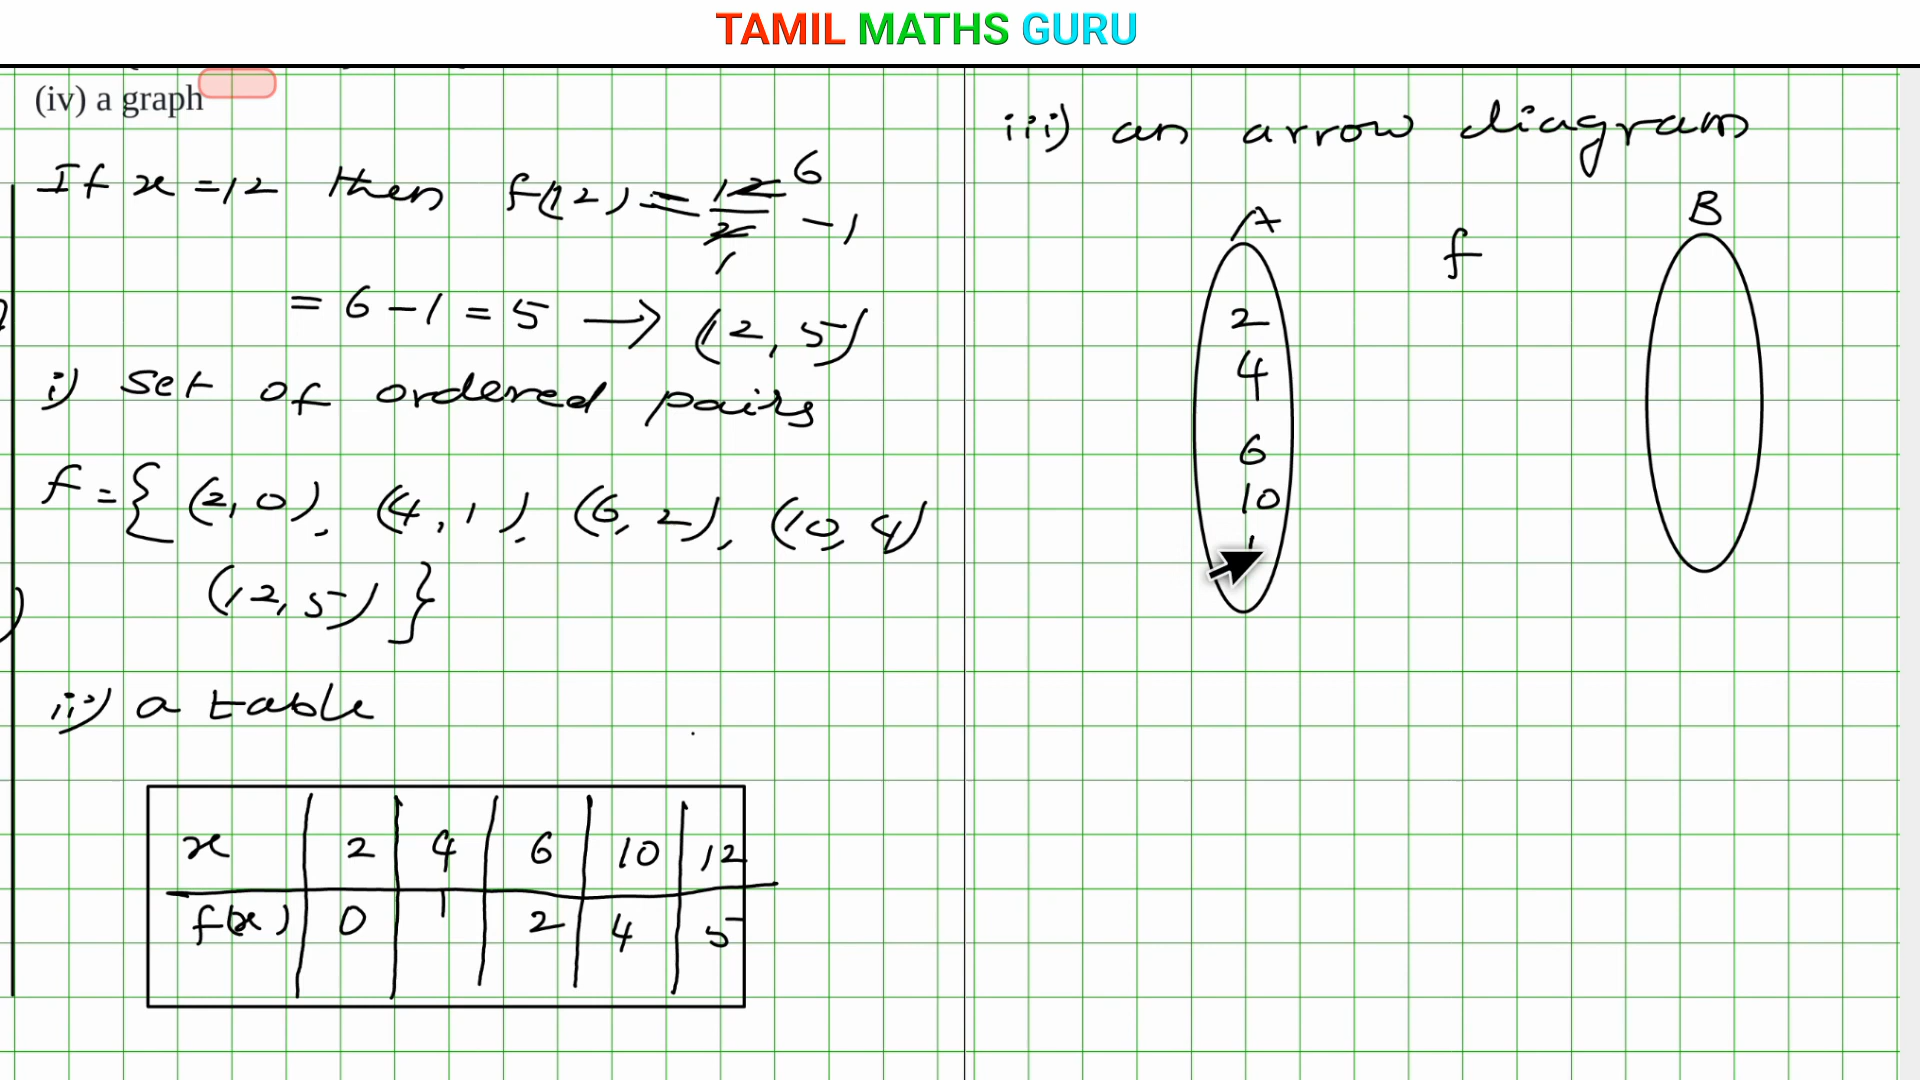 TAMIL MATHS GURU
(iv) a graph
If x = 12 then f(12) = 12/2 6 1 - 1
= 6 - 1 = 5 → (12, 5)
i) set of ordered pairs
f = { (2, 0), (4, 1), (6, 2), (10, 4)
(12, 5) }
ii) a table
x 2 4 6 10 12
f(x) 0 1 2 4 5
iii) an arrow diagram
A f B
2
4
6
10